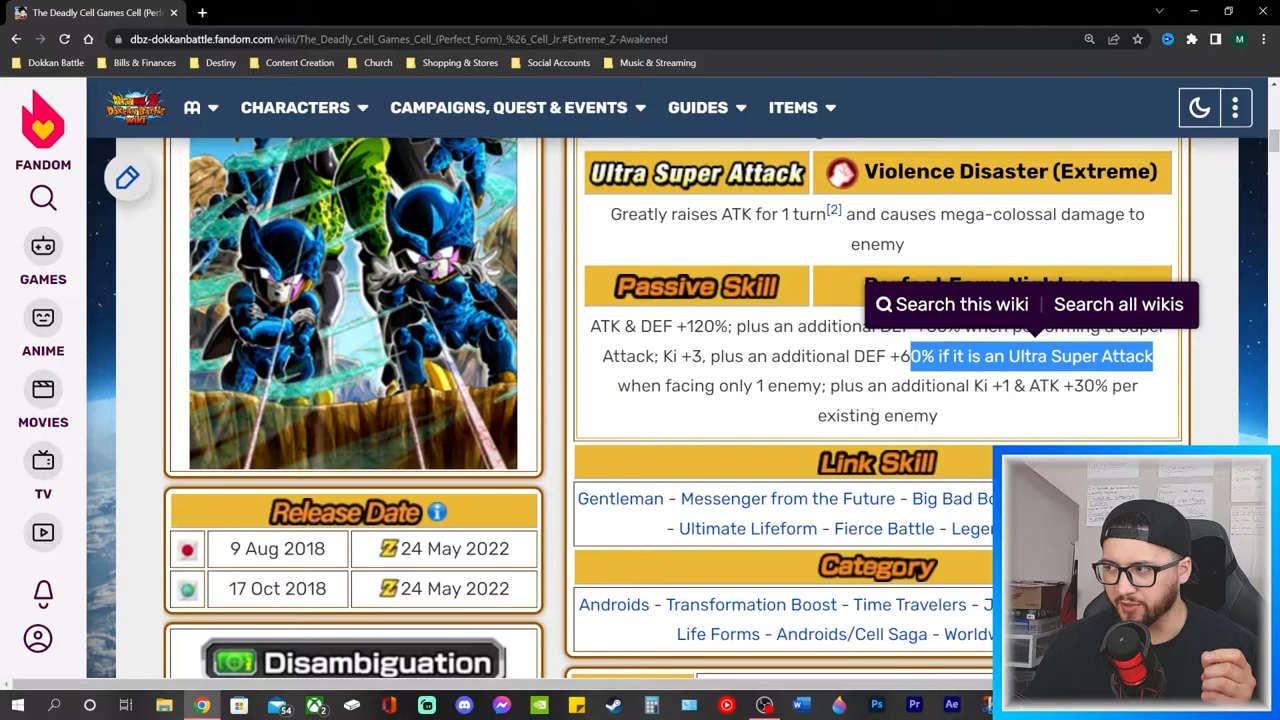 The Deadly Cell Games Cell (Perf
dbz-dokkanbattle.fandom.com/wiki/The_Deadly_Cell_Games_Cell_(Perfect_Form)_%26_Cell_Jr.#Extreme_Z-Awakened
M
Dokkan Battle
Bills & Finances
Destiny
Content Creation
Church
Shopping & Stores
Social Accounts
Music & Streaming
CHARACTERS
CAMPAIGNS, QUEST & EVENTS
GUIDES
ITEMS
FANDOM
GAMES
ANIME
MOVIES
TV
Ultra Super Attack
Violence Disaster (Extreme)
Greatly raises ATK for 1 turn[2] and causes mega-colossal damage to
enemy
Passive Skill
Search this wiki
Search all wikis
ATK & DEF +120%; plus an additional
Attack; Ki +3, plus an additional DEF +60% if it is an Ultra Super Attack
when facing only 1 enemy; plus an additional Ki +1 & ATK +30% per
existing enemy
Link Skill
Gentleman - Messenger from the Future - Big Bad
- Ultimate Lifeform - Fierce Battle -
Category
Androids - Transformation Boost - Time Travelers -
Life Forms - Androids/Cell Saga -
Release Date
9 Aug 2018
24 May 2022
17 Oct 2018
24 May 2022
Disambiguation
54
2